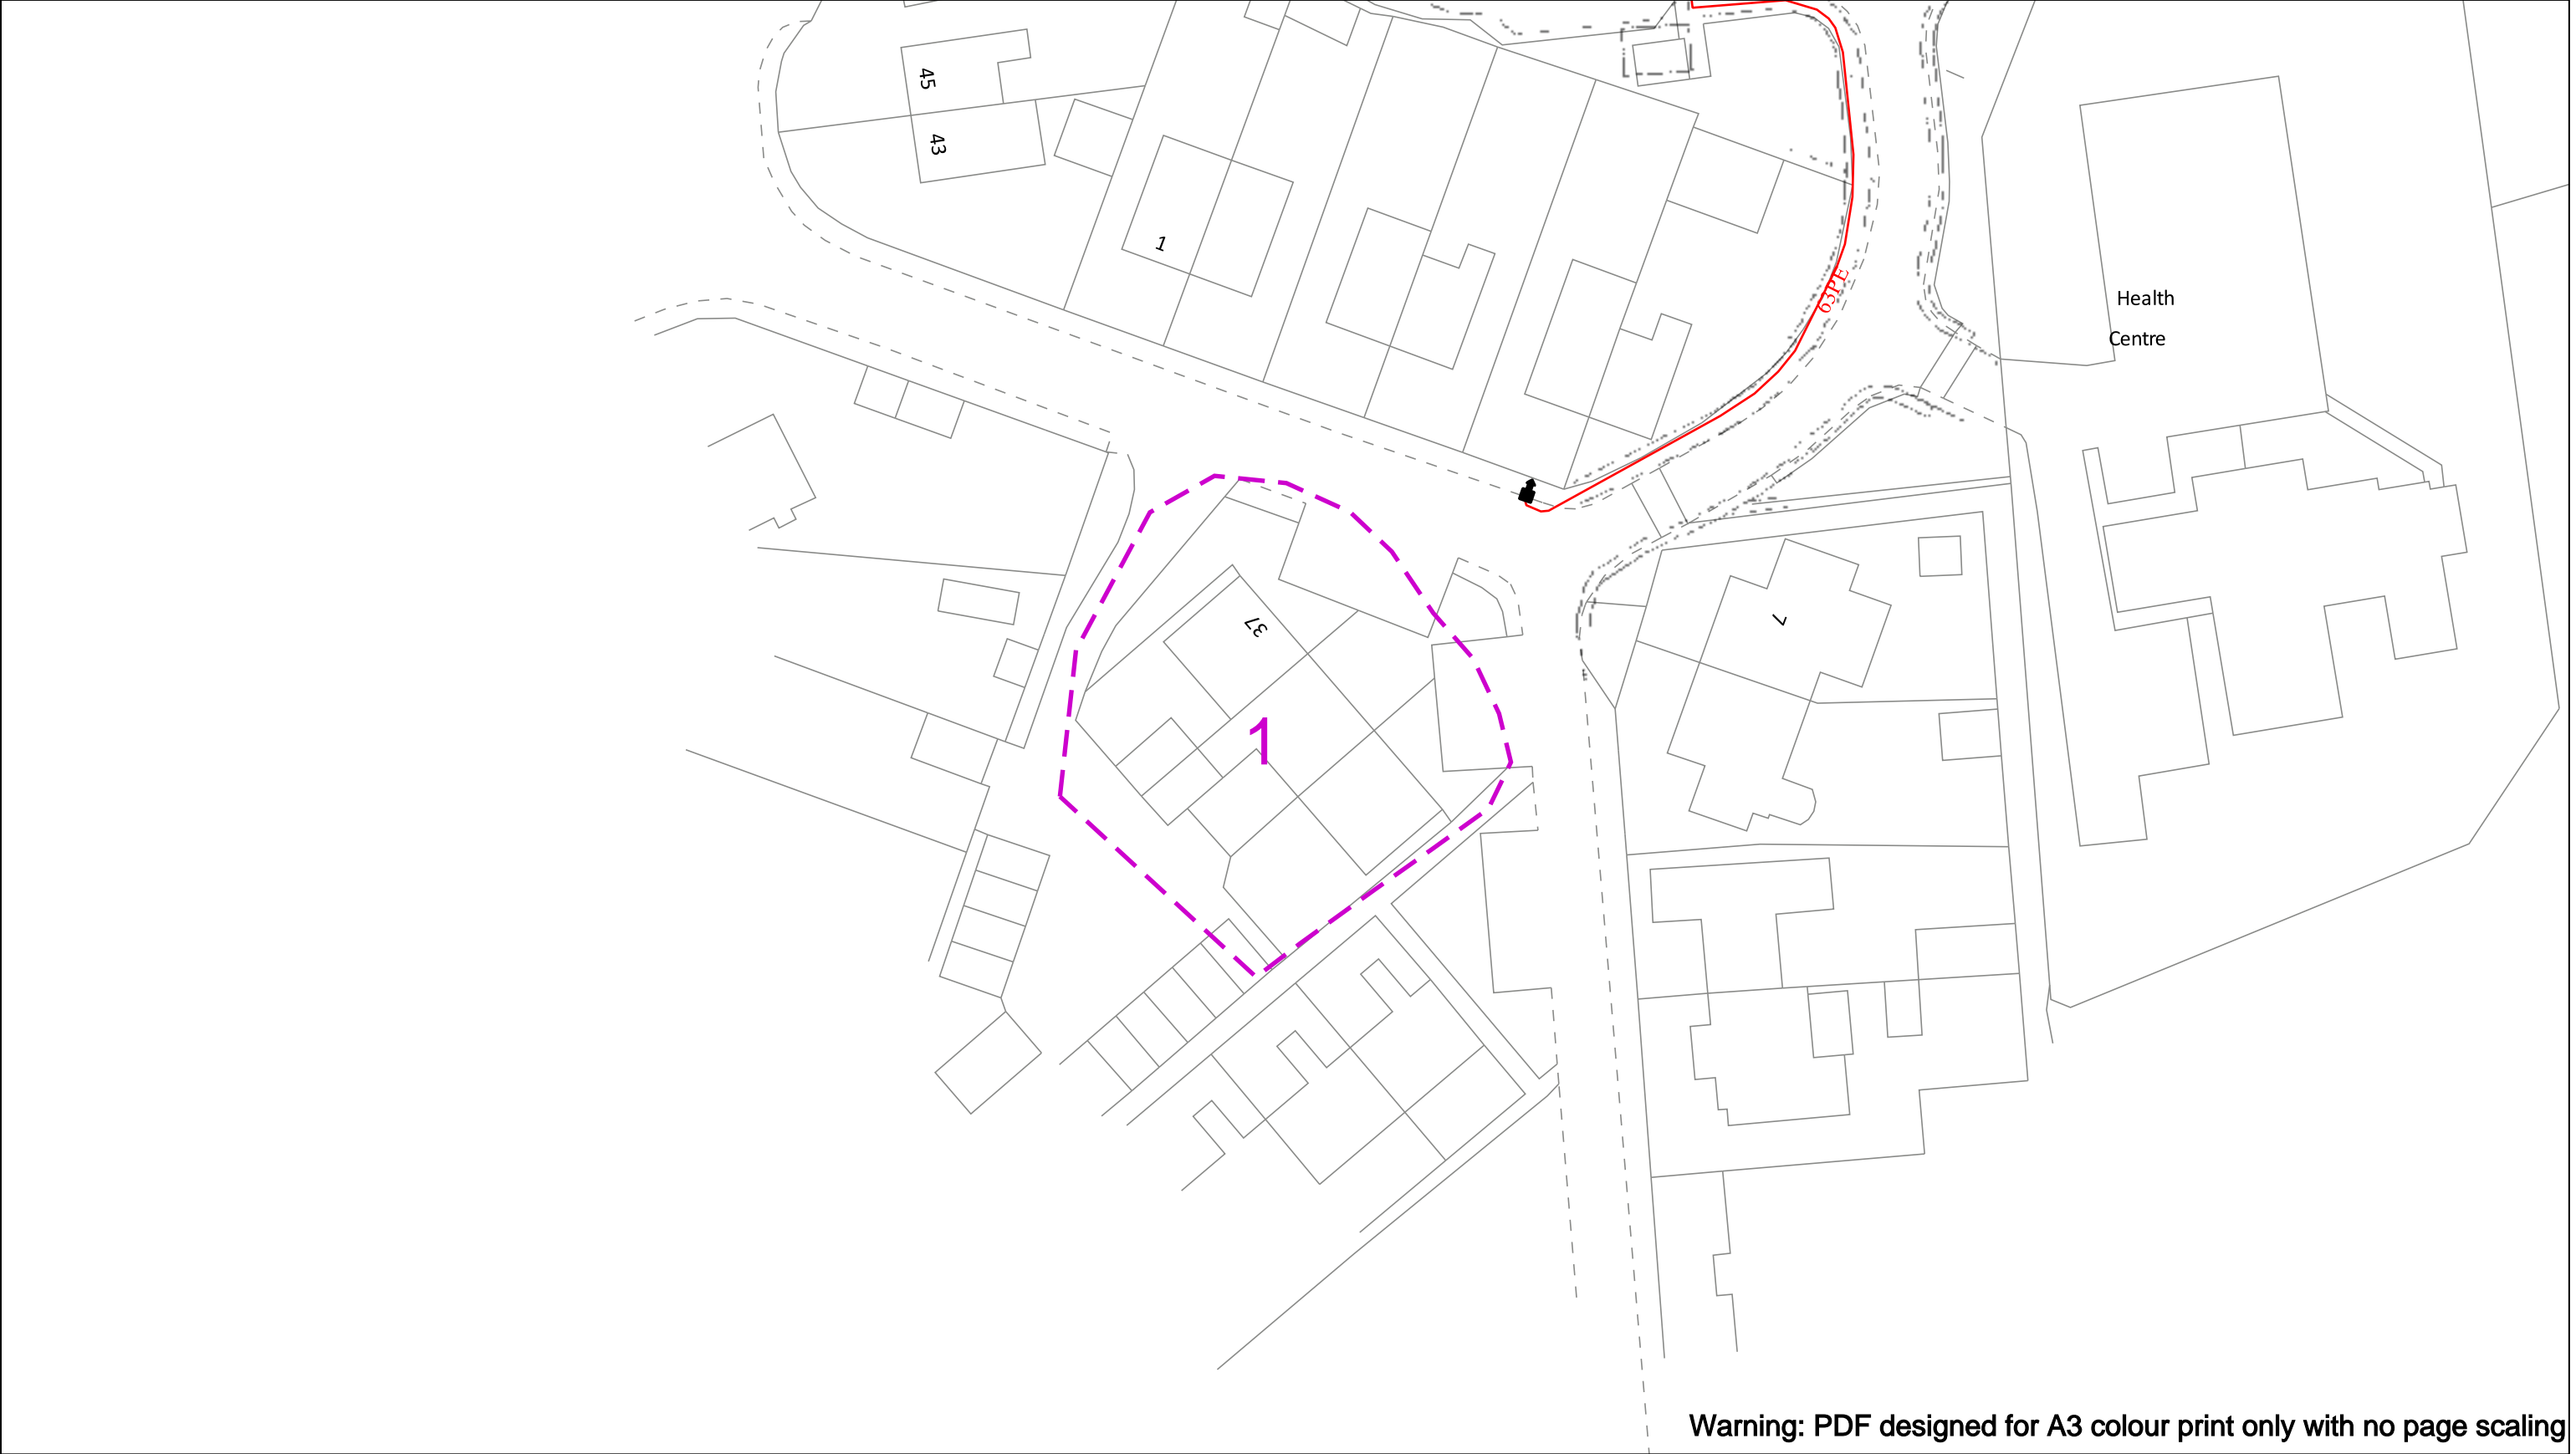 45
43
1
63PE
Health
Centre
37
7
1
Warning: PDF designed for A3 colour print only with no page scaling